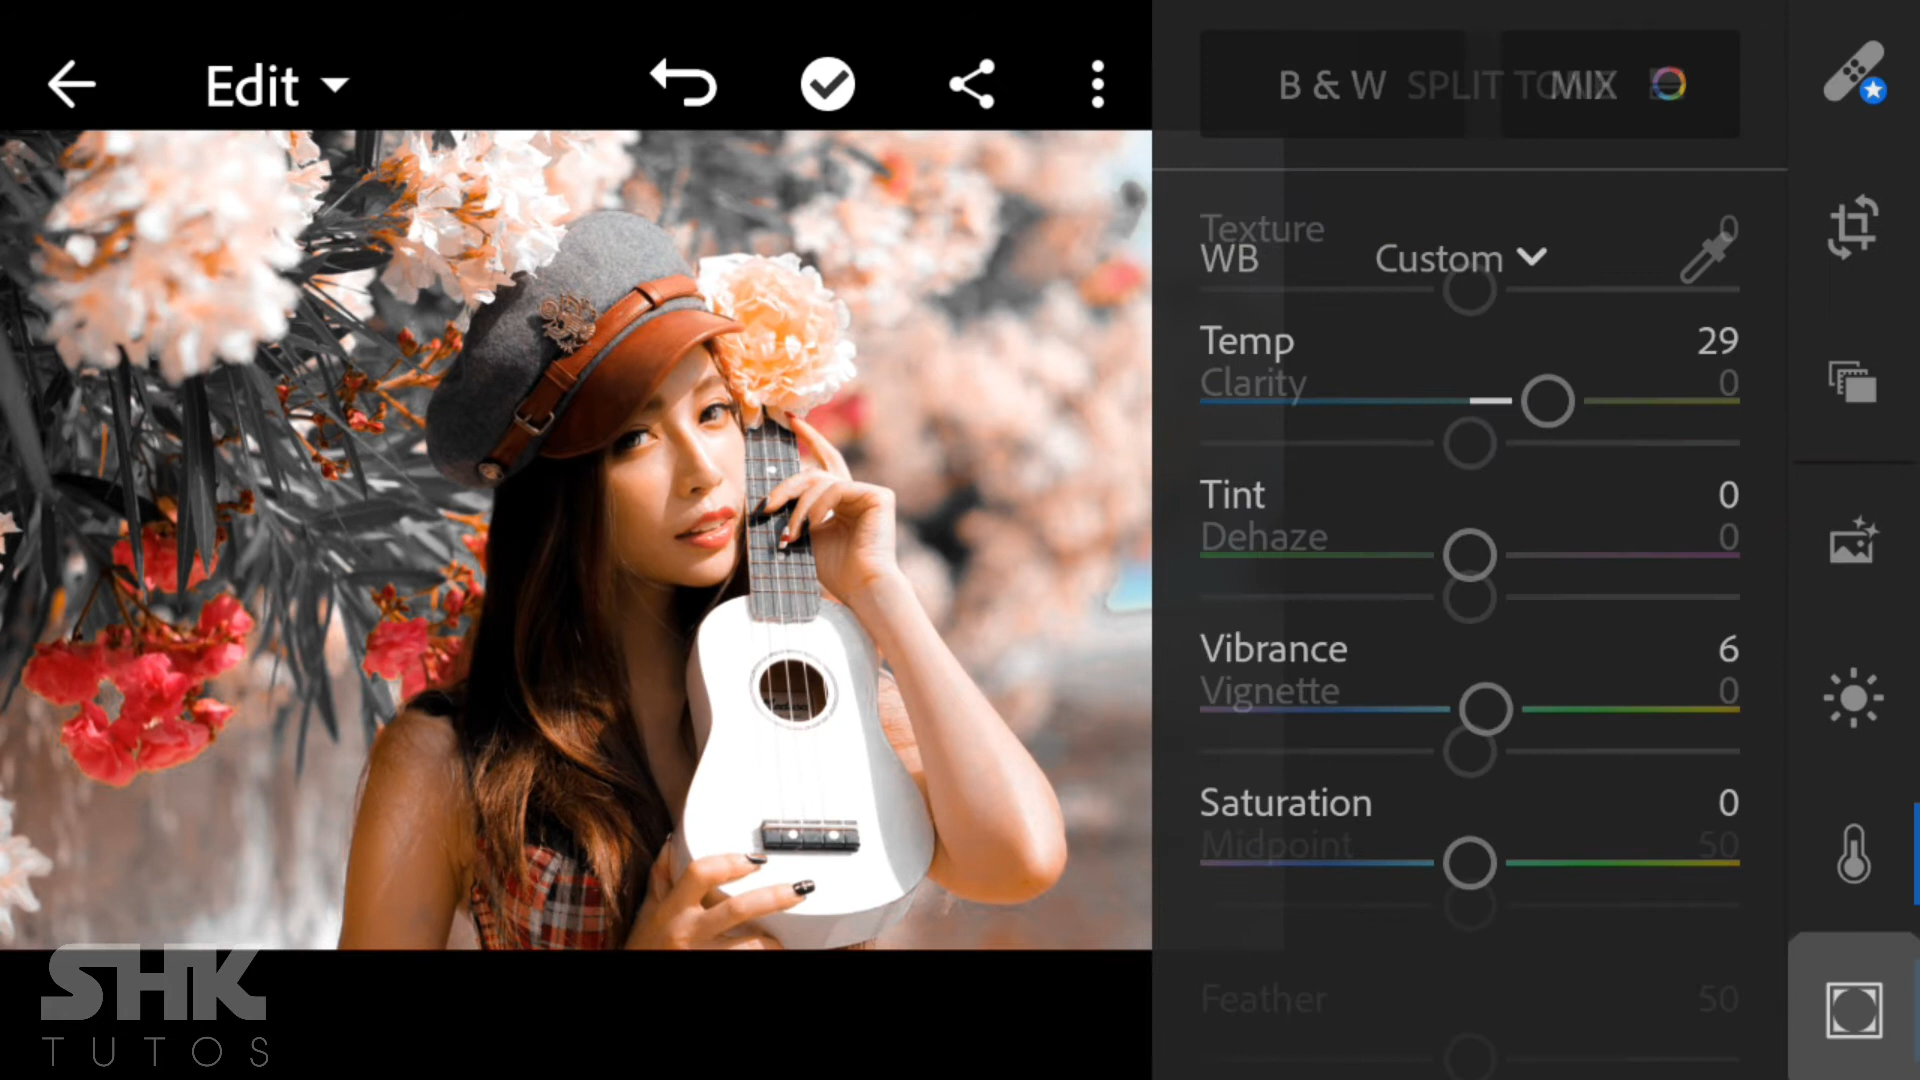 Edit
B & W SPLIT TONE MIX
Texture 0
WB Custom
Temp 29
Clarity 0
Tint 0
Dehaze 0
Vibrance 6
Vignette 0
Saturation 0
Midpoint 50
Feather 50
SHK
TUTOS